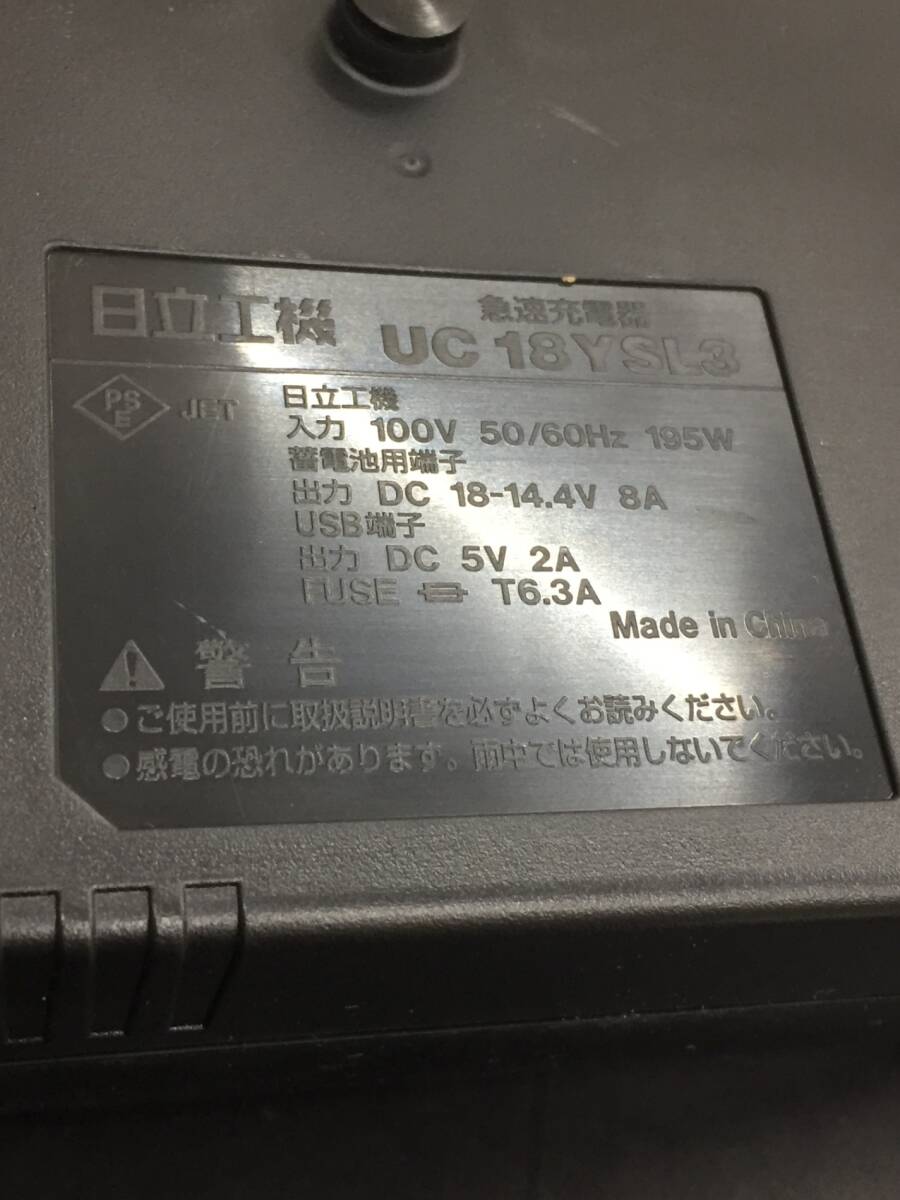 日立工機
急速充電器
UC 18YSL3
PS
E
JET
日立工機
入力 100V 50/60Hz 195W
蓄電池用端子
出力 DC 18-14.4V 8A
USB端子
出力 DC 5V 2A
FUSE T6.3A
Made in China
警告
●ご使用前に取扱説明書を必ずよくお読みください。
●感電の恐れがあります。雨中では使用しないでください。